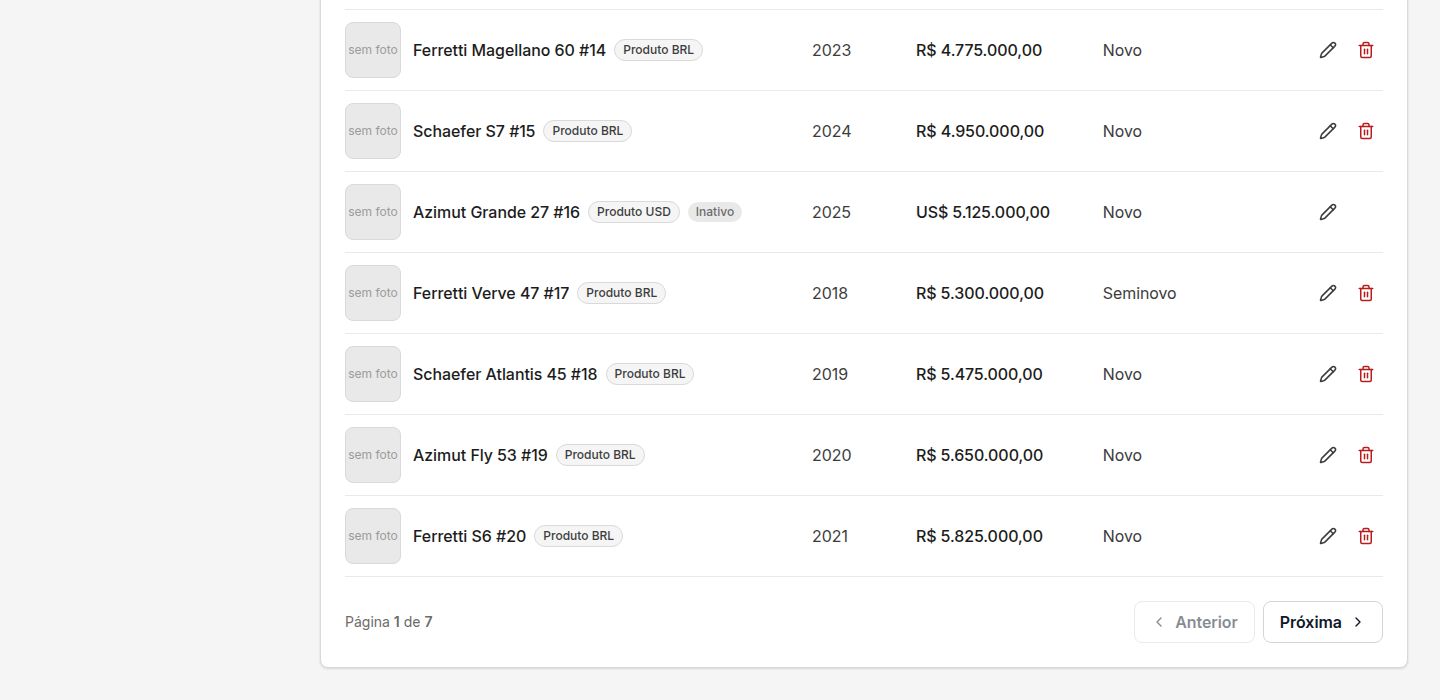 sem foto Ferretti Magellano 60 #14 Produto BRL 2023 R$ 4.775.000,00 Novo
sem foto Schaefer S7 #15 Produto BRL 2024 R$ 4.950.000,00 Novo
sem foto Azimut Grande 27 #16 Produto USD Inativo 2025 US$ 5.125.000,00 Novo
sem foto Ferretti Verve 47 #17 Produto BRL 2018 R$ 5.300.000,00 Seminovo
sem foto Schaefer Atlantis 45 #18 Produto BRL 2019 R$ 5.475.000,00 Novo
sem foto Azimut Fly 53 #19 Produto BRL 2020 R$ 5.650.000,00 Novo
sem foto Ferretti S6 #20 Produto BRL 2021 R$ 5.825.000,00 Novo
Página 1 de 7 Anterior Próxima